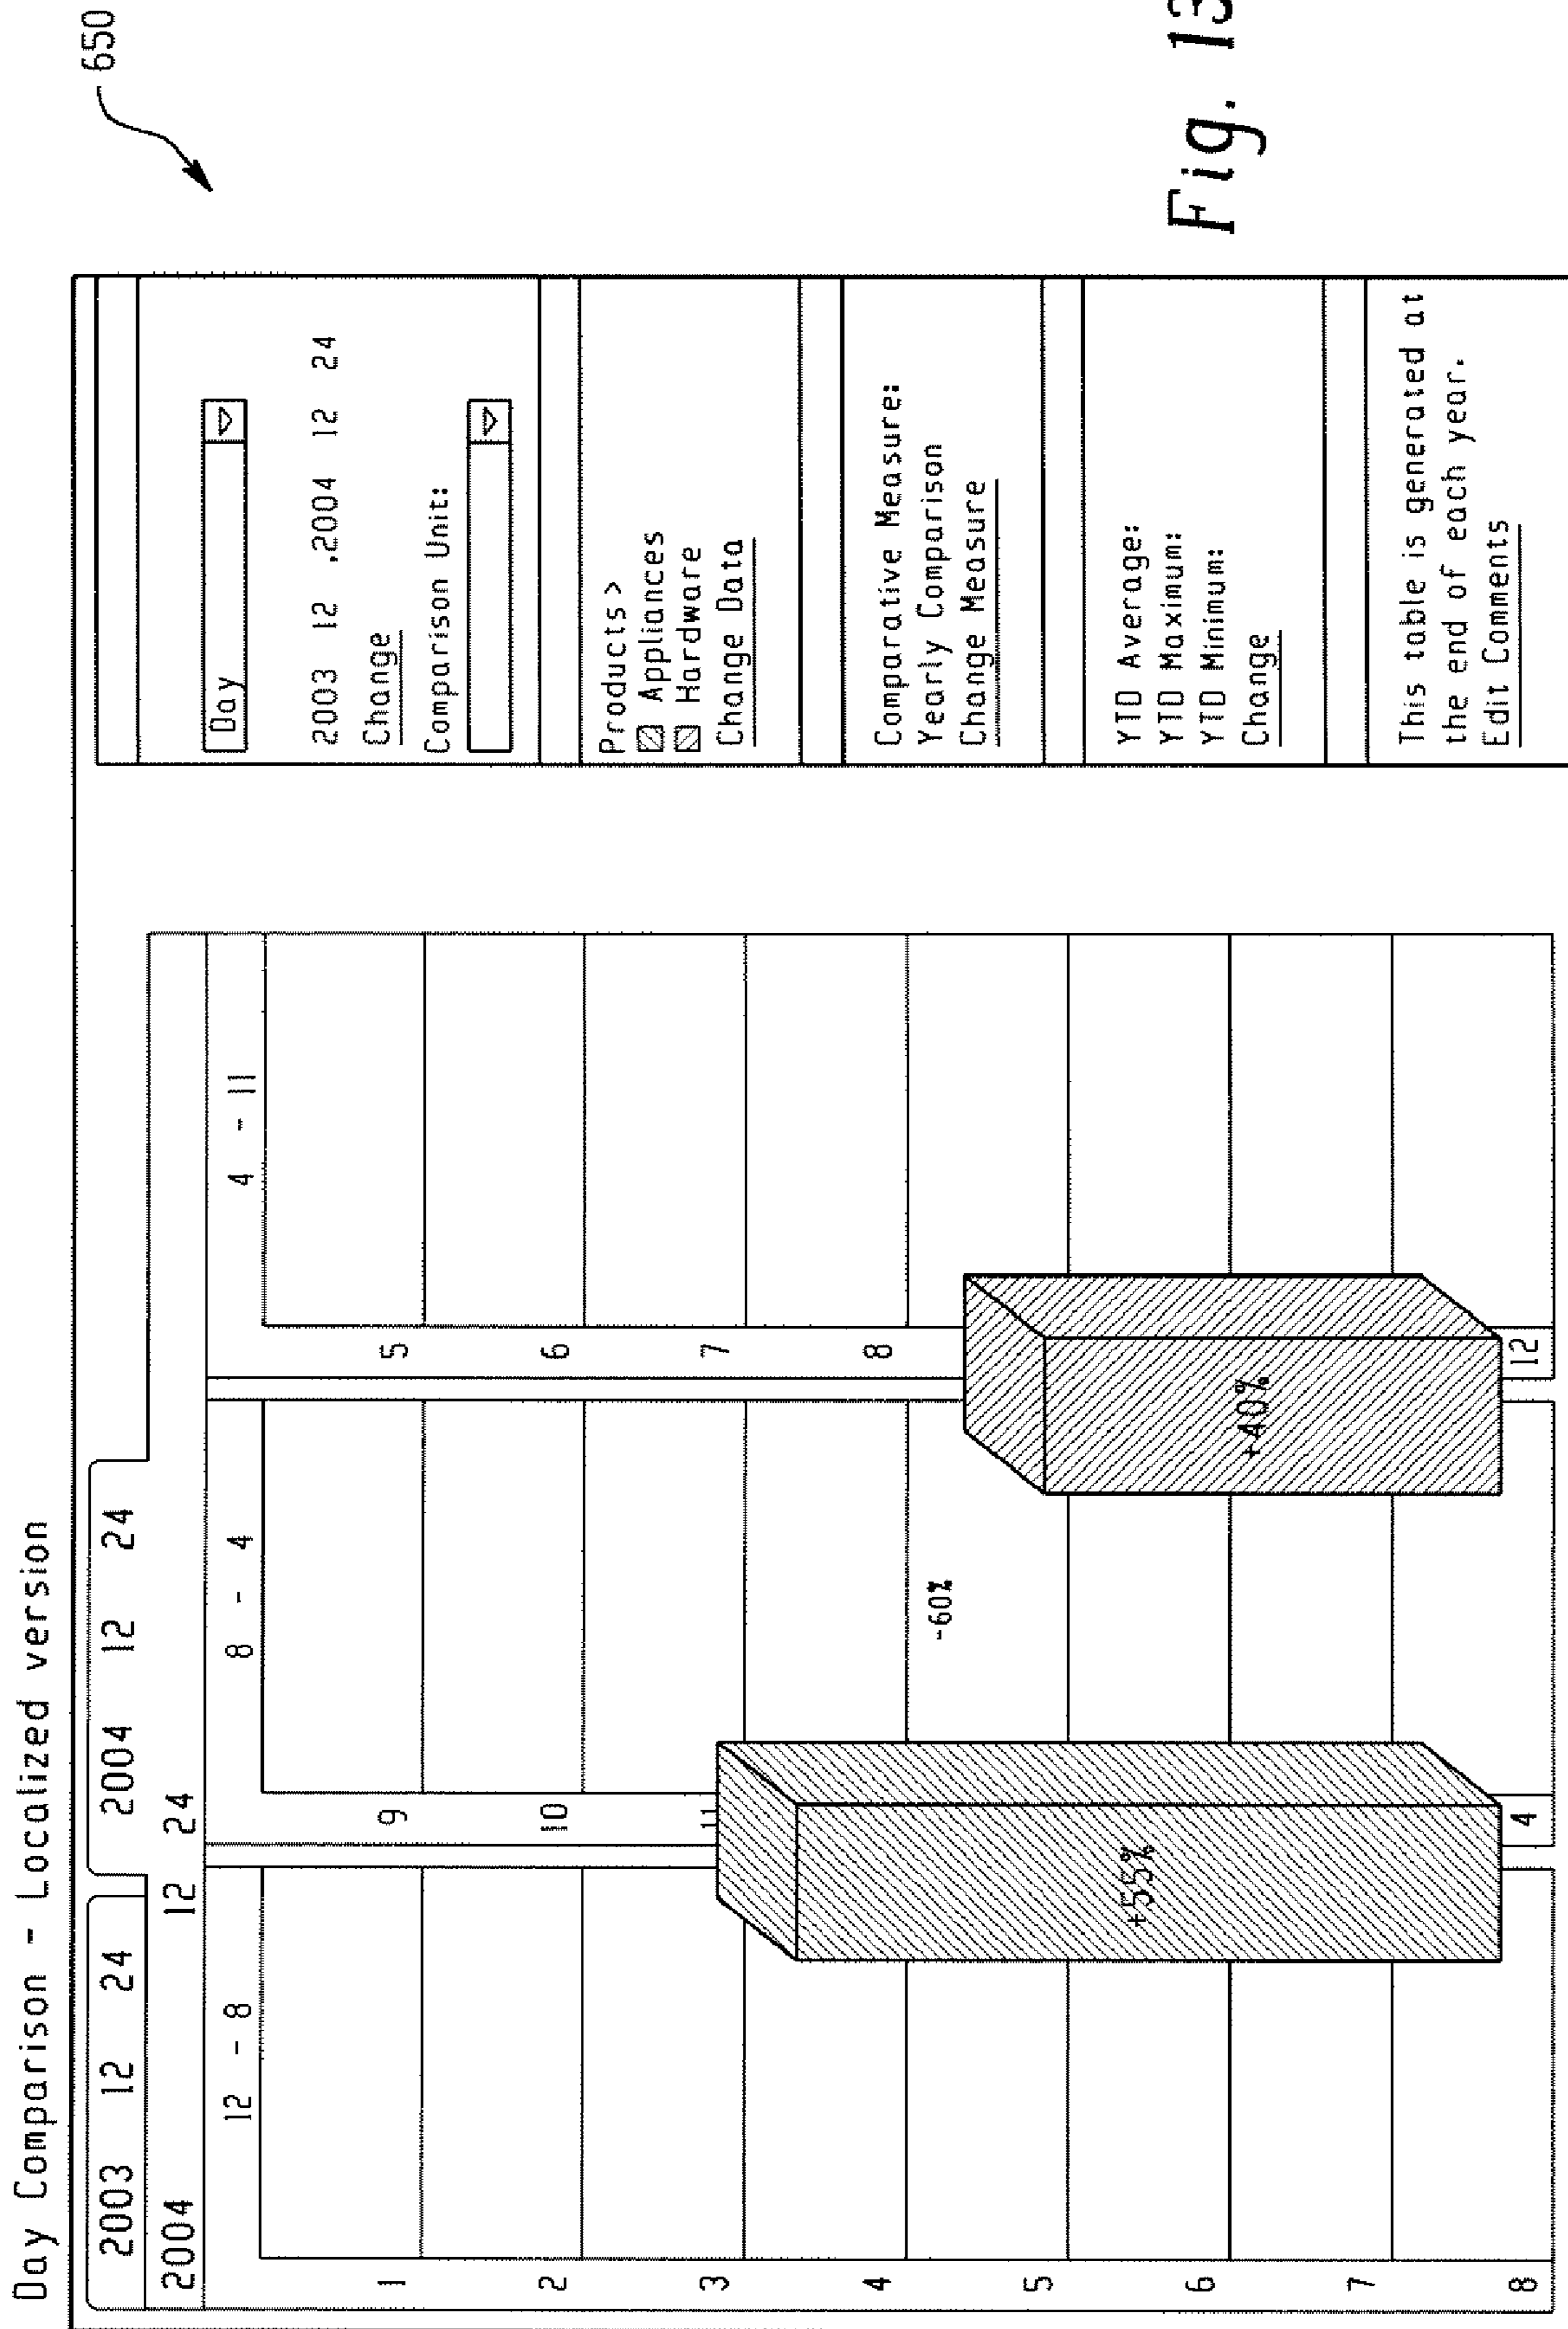 Day Comparison - Localized version
650
2003 12 24
2004 12 24
2004 12 24
12 - 8
8 - 4
4 - 11
1
2
3
4
5
6
7
8
9
10
11
4
5
6
7
8
12
+55%
-60%
+40%
Day
2003 12 ,2004 12 24
Change
Comparison Unit:
Products >
Appliances
Hardware
Change Data
Comparative Measure:
Yearly Comparison
Change Measure
YTD Average:
YTD Maximum:
YTD Minimum:
Change
This table is generated at
the end of each year.
Edit Comments
Fig. 13